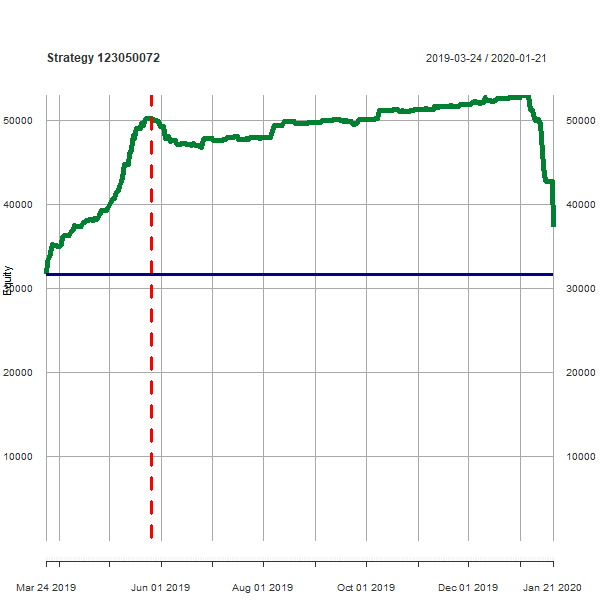 Strategy 123050072
2019-03-24 / 2020-01-21
50000
50000
40000
40000
Equity
30000
30000
20000
20000
10000
10000
Mar 24 2019
Jun 01 2019
Aug 01 2019
Oct 01 2019
Dec 01 2019
Jan 21 2020